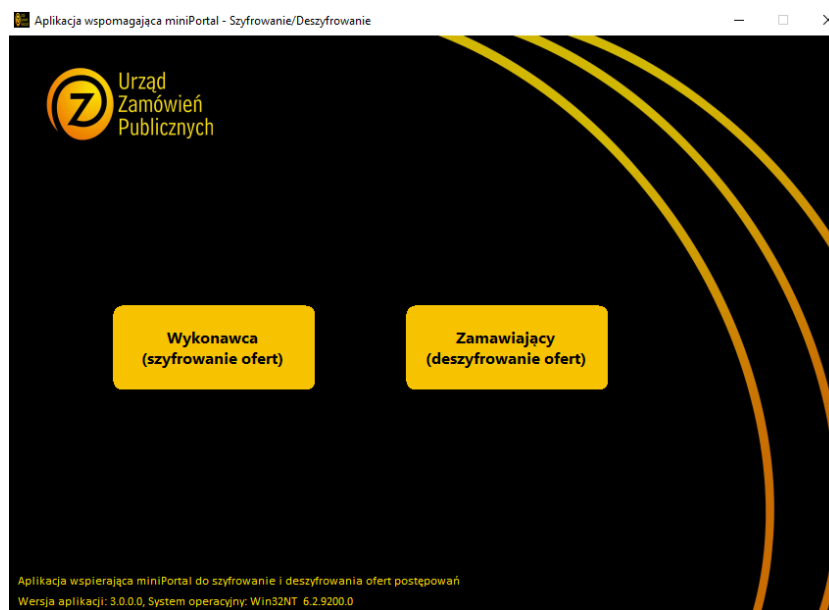 Aplikacja wspomagająca miniPortal - Szyfrowanie/Deszyfrowanie
Urząd
Zamówień
Publicznych
Wykonawca
(szyfrowanie ofert)
Zamawiający
(deszyfrowanie ofert)
Aplikacja wspierająca miniPortal do szyfrowanie i deszyfrowania ofert postępowań
Wersja aplikacji: 3.0.0.0, System operacyjny: Win32NT 6.2.9200.0